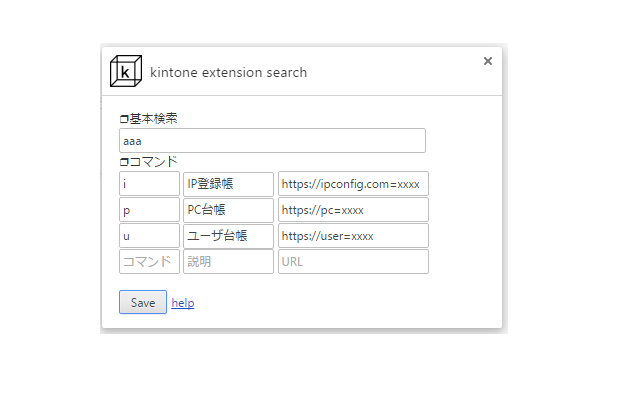 k kintone extension search ×
❐基本検索
aaa
❐コマンド
i IP登録帳 https://ipconfig.com=xxxx
p PC台帳 https://pc=xxxx
u ユーザ台帳 https://user=xxxx
コマンド 説明 URL
Save help